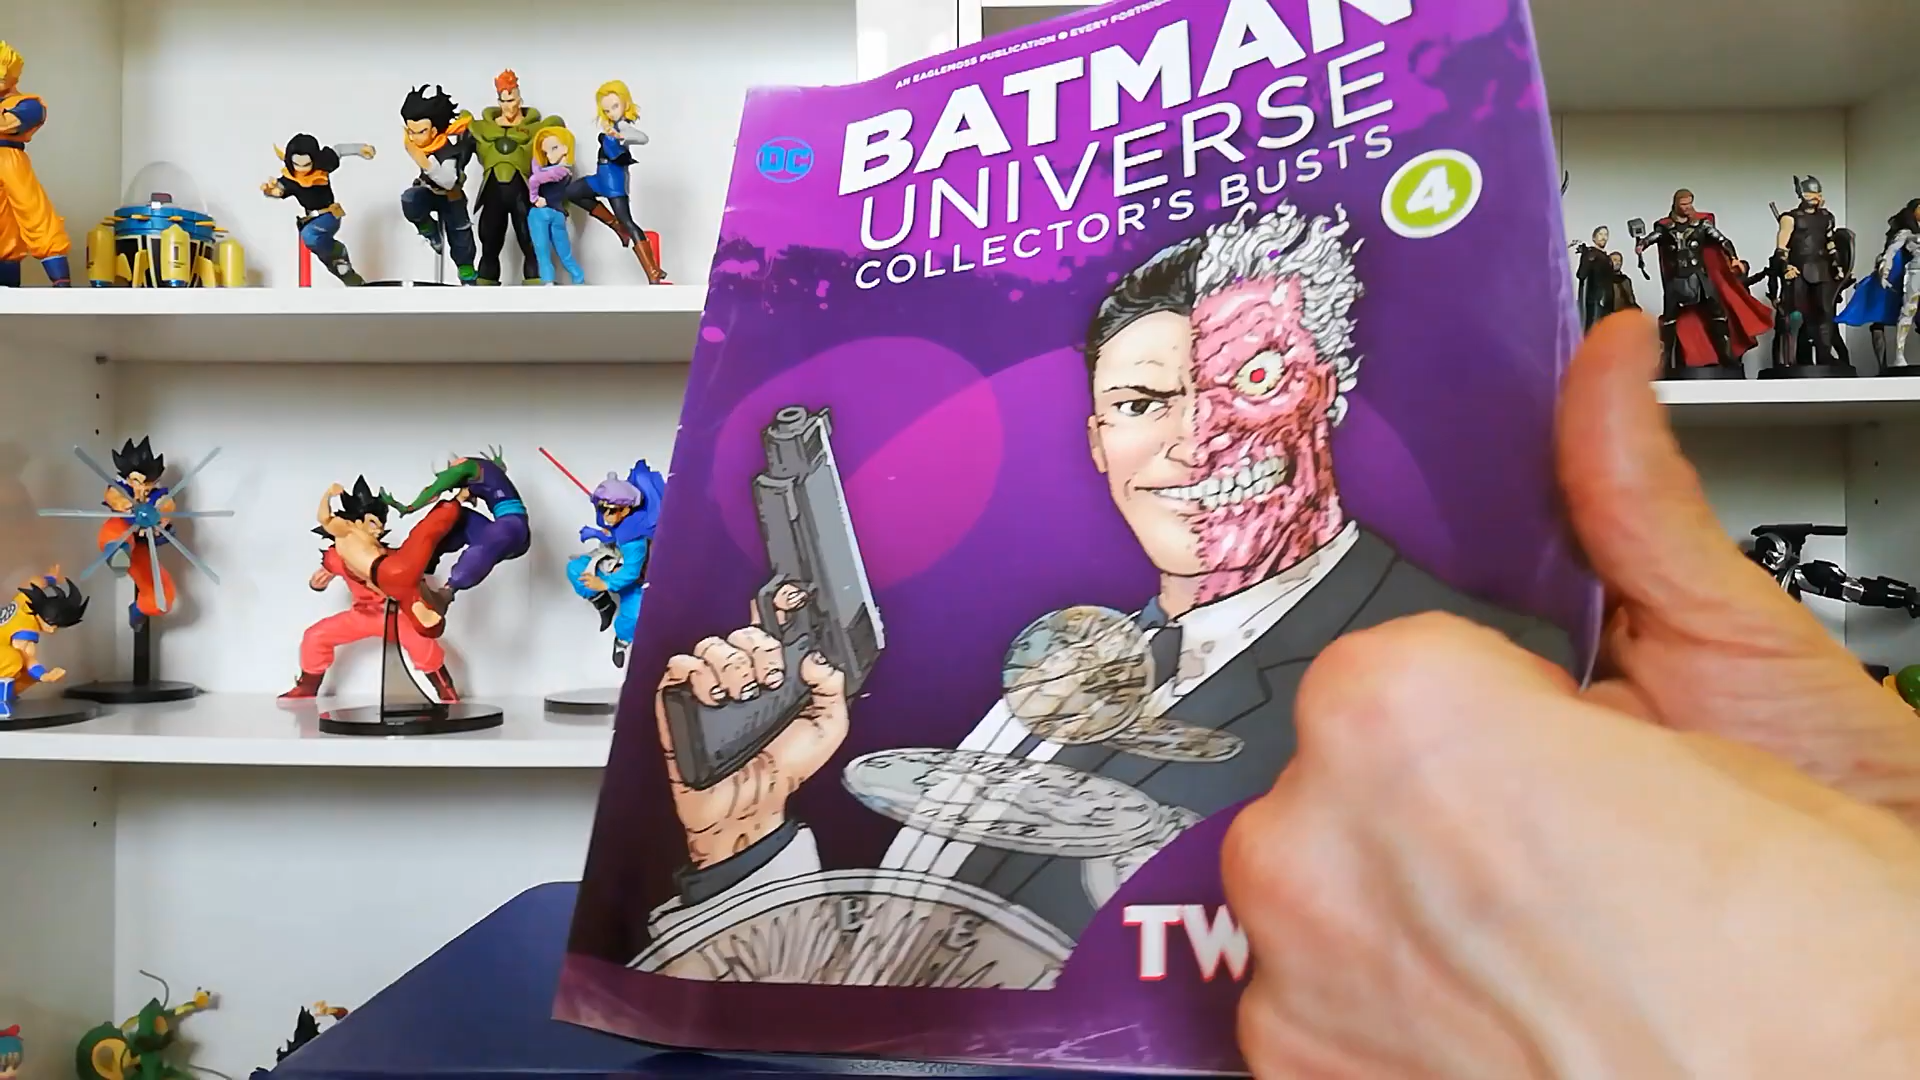 AN EAGLEMOSS PUBLICATION ● EVERY FORTNIGHT
BATMAN
UNIVERSE
COLLECTOR'S BUSTS
DC
4
B E
TW